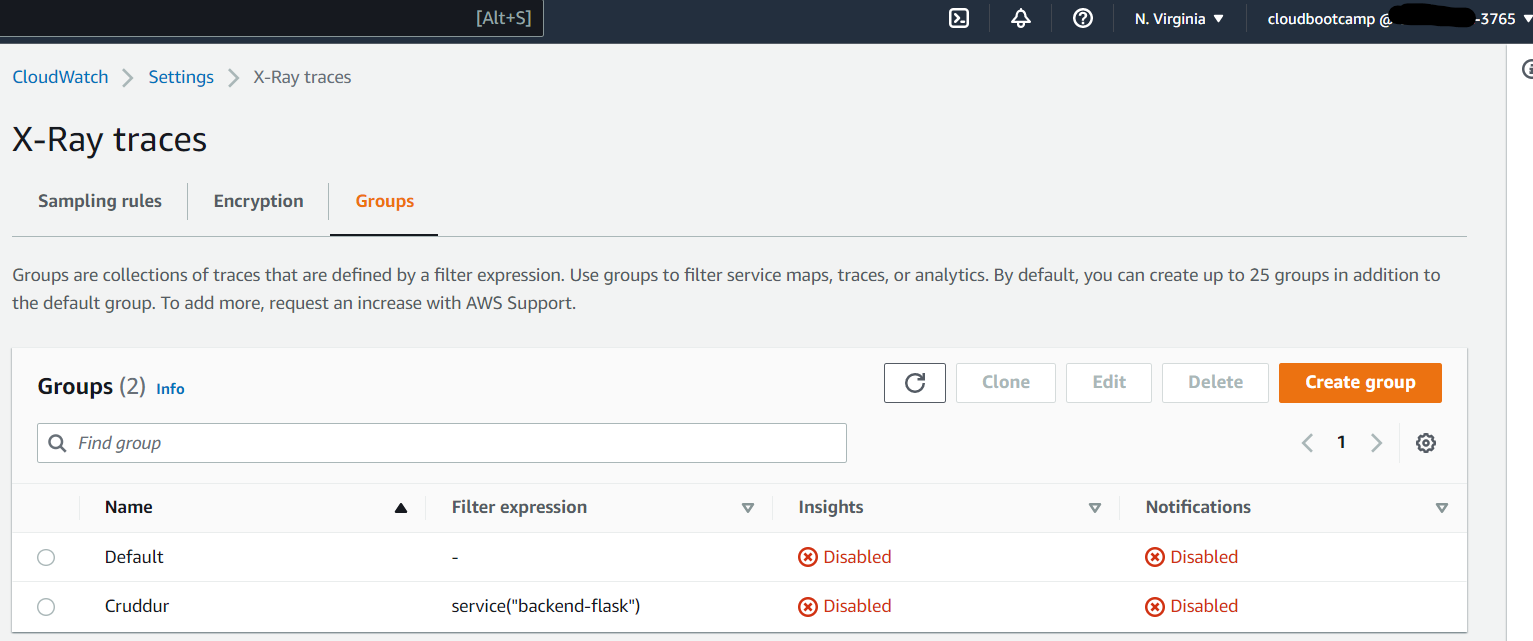 [Alt+S] N. Virginia ▼ cloudbootcamp @ -3765 ▼
CloudWatch > Settings > X-Ray traces
X-Ray traces
Sampling rules Encryption Groups
Groups are collections of traces that are defined by a filter expression. Use groups to filter service maps, traces, or analytics. By default, you can create up to 25 groups in addition to
the default group. To add more, request an increase with AWS Support.
Groups (2) Info Clone Edit Delete Create group
Find group 1
Name Filter expression Insights Notifications
Default - Disabled Disabled
Cruddur service("backend-flask") Disabled Disabled